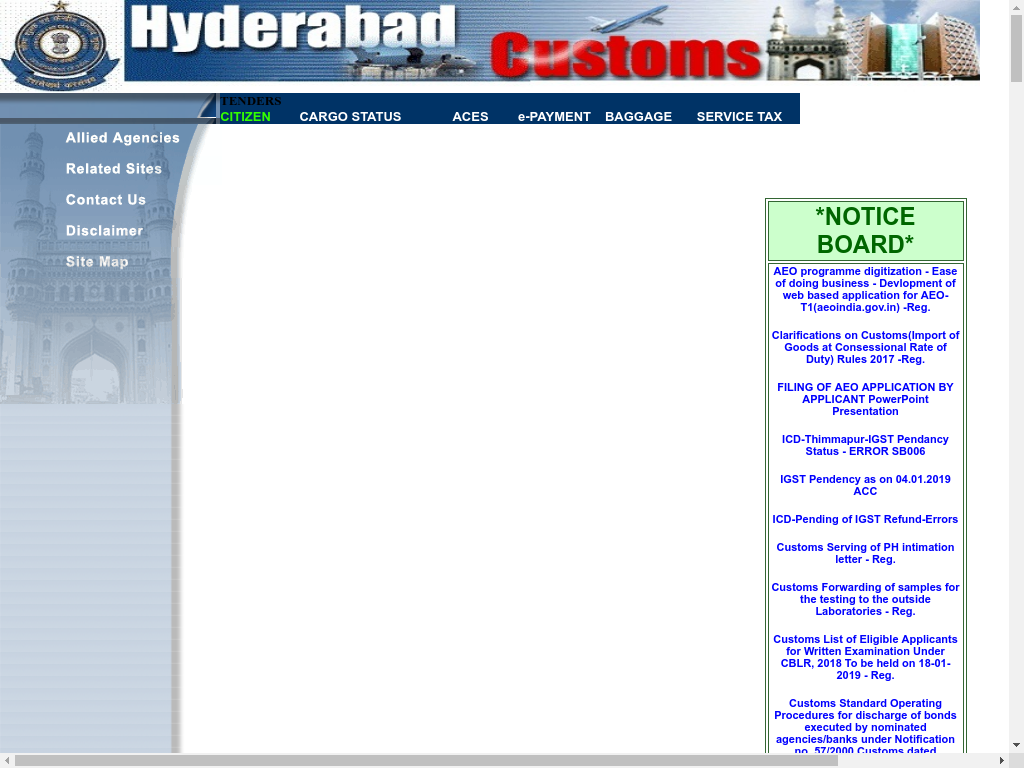 Hyderabad
Customs
TENDERS
CITIZEN CARGO STATUS ACES e-PAYMENT BAGGAGE SERVICE TAX
Allied Agencies
Related Sites
Contact Us
Disclaimer
Site Map
*NOTICE
BOARD*
AEO programme digitization - Ease
of doing business - Devlopment of
web based application for AEO-
T1(aeoindia.gov.in) -Reg.
Clarifications on Customs(Import of
Goods at Consessional Rate of
Duty) Rules 2017 -Reg.
FILING OF AEO APPLICATION BY
APPLICANT PowerPoint
Presentation
ICD-Thimmapur-IGST Pendancy
Status - ERROR SB006
IGST Pendency as on 04.01.2019
ACC
ICD-Pending of IGST Refund-Errors
Customs Serving of PH intimation
letter - Reg.
Customs Forwarding of samples for
the testing to the outside
Laboratories - Reg.
Customs List of Eligible Applicants
for Written Examination Under
CBLR, 2018 To be held on 18-01-
2019 - Reg.
Customs Standard Operating
Procedures for discharge of bonds
executed by nominated
agencies/banks under Notification
no. 57/2000 Customs dated